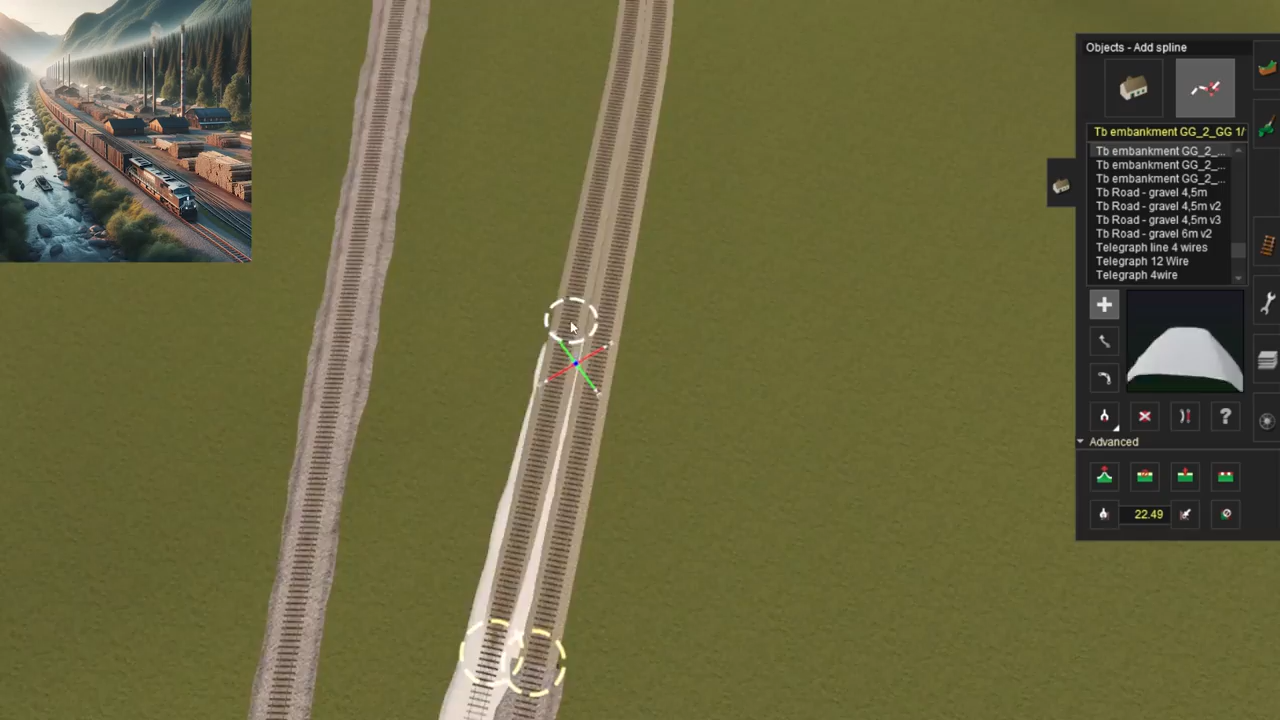 Objects - Add spline
Tb embankment GG_2_GG 1/
Tb embankment GG_2_...
Tb embankment GG_2_...
Tb embankment GG_2_...
Tb Road - gravel 4,5m
Tb Road - gravel 4,5m v2
Tb Road - gravel 4,5m v3
Tb Road - gravel 6m v2
Telegraph line 4 wires
Telegraph 12 Wire
Telegraph 4wire
Advanced
22.49